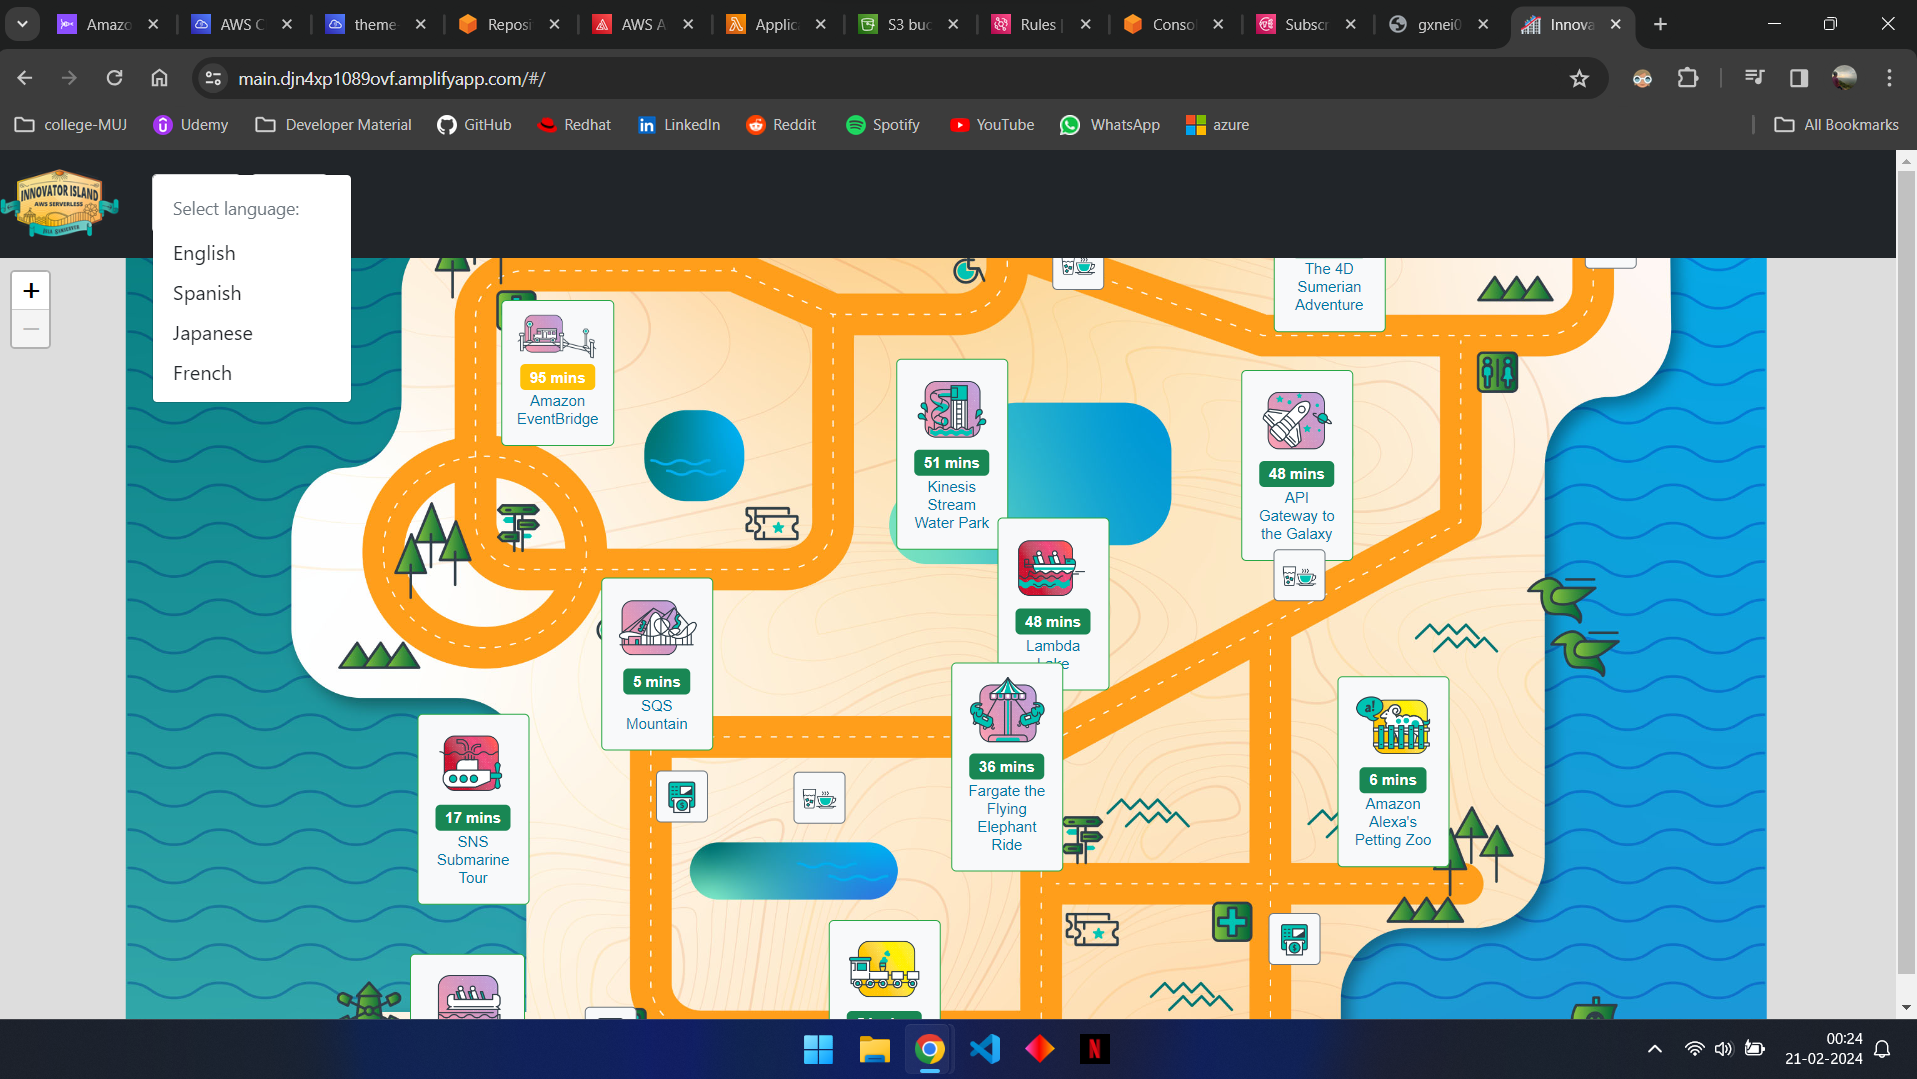 Amazo
AWS C
theme-
Reposi
AWS A
Applic
S3 buc
Rules |
Consol
Subscr
gxnei0
Innova
main.djn4xp1089ovf.amplifyapp.com/#/
college-MUJ
Udemy
Developer Material
GitHub
Redhat
LinkedIn
Reddit
Spotify
YouTube
WhatsApp
azure
All Bookmarks
INNOVATOR ISLAND
AWS SERVERLESS
Select language:
English
Spanish
Japanese
French
+
−
The 4D
Sumerian
Adventure
95 mins
Amazon
EventBridge
51 mins
Kinesis
Stream
Water Park
48 mins
API
Gateway to
the Galaxy
48 mins
Lambda
5 mins
SQS
Mountain
36 mins
Fargate the
Flying
Elephant
Ride
a!
6 mins
Amazon
Alexa's
Petting Zoo
17 mins
SNS
Submarine
Tour
N
00:24
21-02-2024